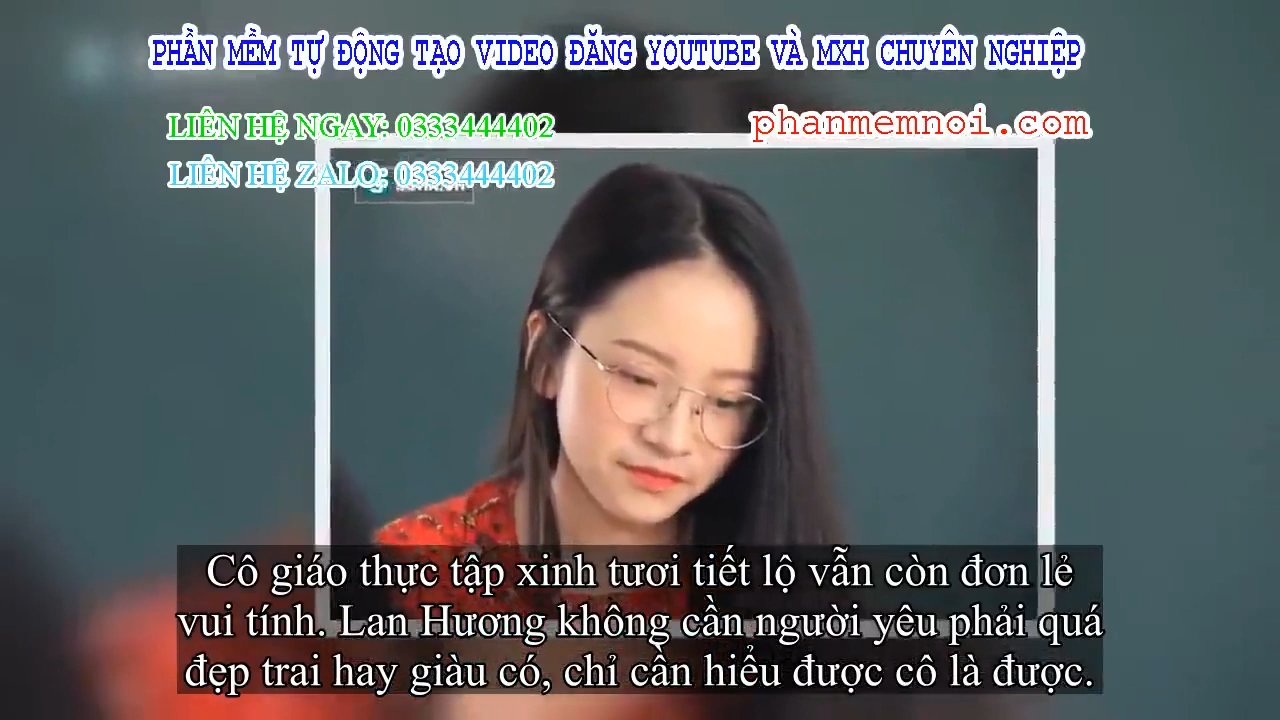 PHẦN MỀM TỰ ĐỘNG TẠO VIDEO ĐĂNG YOUTUBE VÀ MXH CHUYÊN NGHIỆP
LIÊN HỆ NGAY: 0333444402
phanmemnoi.com
LIÊN HỆ ZALO: 0333444402
Cô giáo thực tập xinh tươi tiết lộ vẫn còn đơn lẻ
vui tính. Lan Hương không cần người yêu phải quá
đẹp trai hay giàu có, chỉ cần hiểu được cô là được.